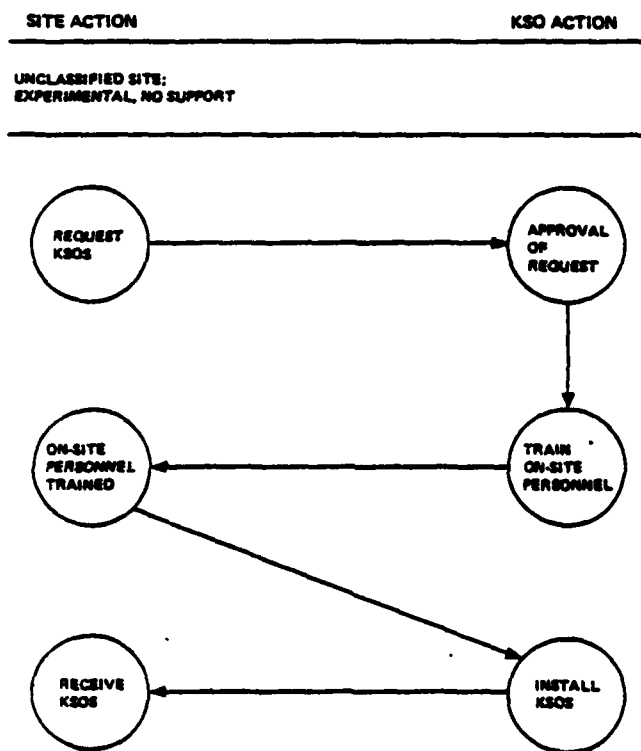 SITE ACTION
KSO ACTION
UNCLASSIFIED SITE;
EXPERIMENTAL, NO SUPPORT
REQUEST
KSOS
APPROVAL
OF
REQUEST
ON-SITE
PERSONNEL
TRAINED
TRAIN
ON-SITE
PERSONNEL
RECEIVE
KSOS
INSTALL
KSOS